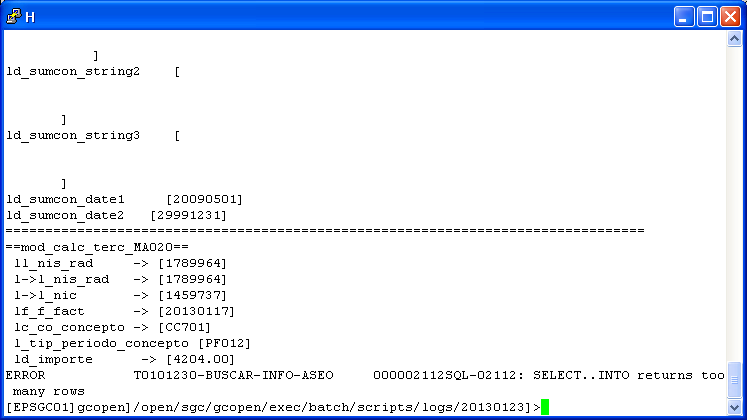 H
]
ld_sumcon_string2 [
]
ld_sumcon_string3 [
]
ld_sumcon_date1 [20090501]
ld_sumcon_date2 [29991231]
================================================================================
==mod_calc_terc_MA020==
ll_nis_rad -> [1789964]
l->l_nis_rad -> [1789964]
l->l_nic -> [1459737]
lf_f_fact -> [20130117]
lc_co_concepto -> [CC701]
l_tip_periodo_concepto [PF012]
ld_importe -> [4204.00]
ERROR T0101230-BUSCAR-INFO-ASEO 000002112SQL-02112: SELECT..INTO returns too
many rows
[EPSGC01]gcopen]/open/sgc/gcopen/exec/batch/scripts/logs/20130123]>